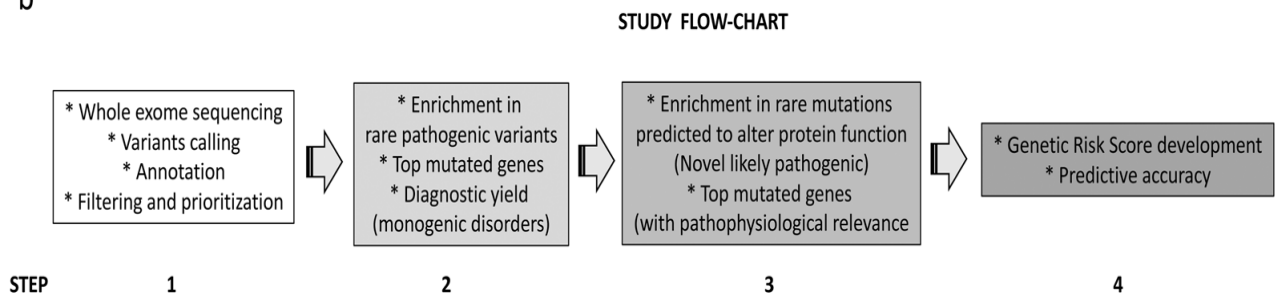 b
STUDY FLOW-CHART
* Whole exome sequencing
* Variants calling
* Annotation
* Filtering and prioritization
* Enrichment in
rare pathogenic variants
* Top mutated genes
* Diagnostic yield
(monogenic disorders)
* Enrichment in rare mutations
predicted to alter protein function
(Novel likely pathogenic)
* Top mutated genes
(with pathophysiological relevance
* Genetic Risk Score development
* Predictive accuracy
STEP 1 2 3 4